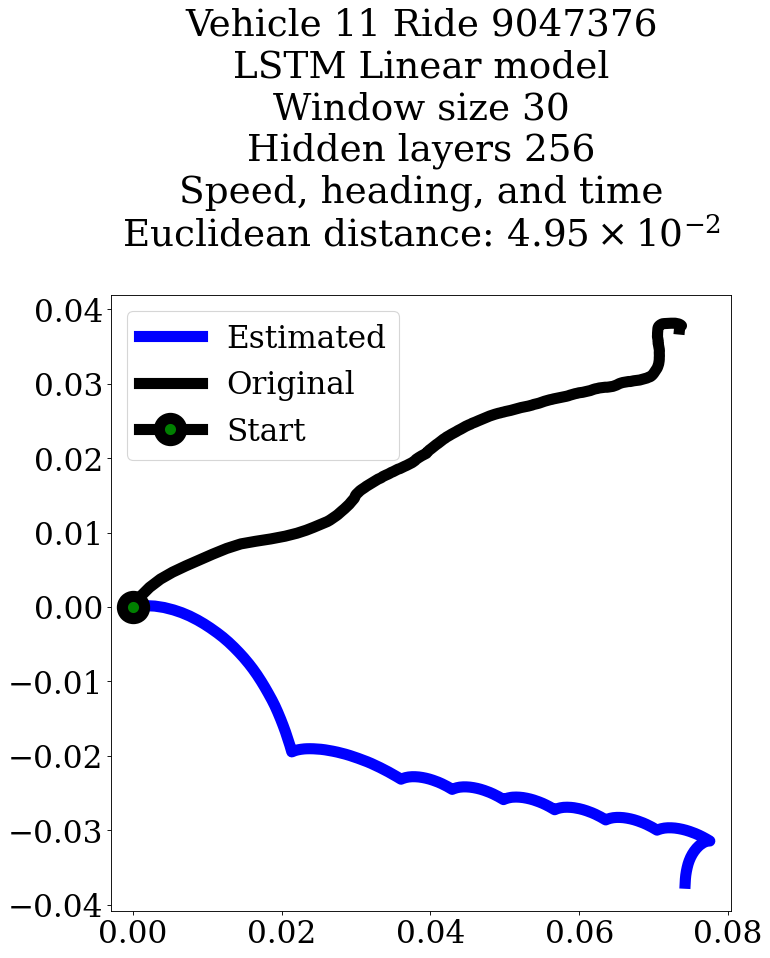 Vehicle 11 Ride 9047376
LSTM Linear model
Window size 30
Hidden layers 256
Speed, heading, and time
Euclidean distance: 4.95 × 10⁻²
Estimated
Original
Start
0.04
0.03
0.02
0.01
0.00
−0.01
−0.02
−0.03
−0.04
0.00 0.02 0.04 0.06 0.08